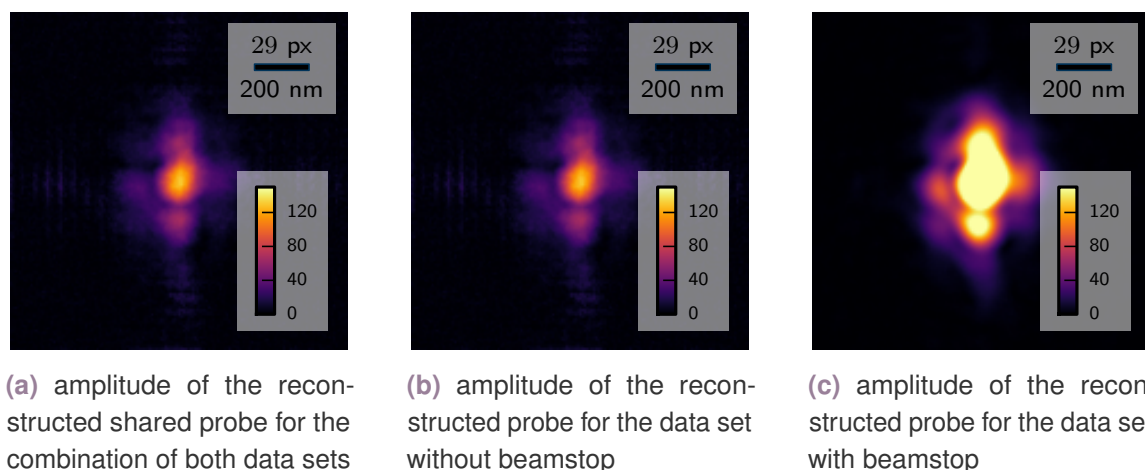 29 px
200 nm
120
80
40
0
29 px
200 nm
120
80
40
0
29 px
200 nm
120
80
40
0
(a) amplitude of the recon-
structed shared probe for the
combination of both data sets
(b) amplitude of the recon-
structed probe for the data set
without beamstop
(c) amplitude of the recon
structed probe for the data se
with beamstop